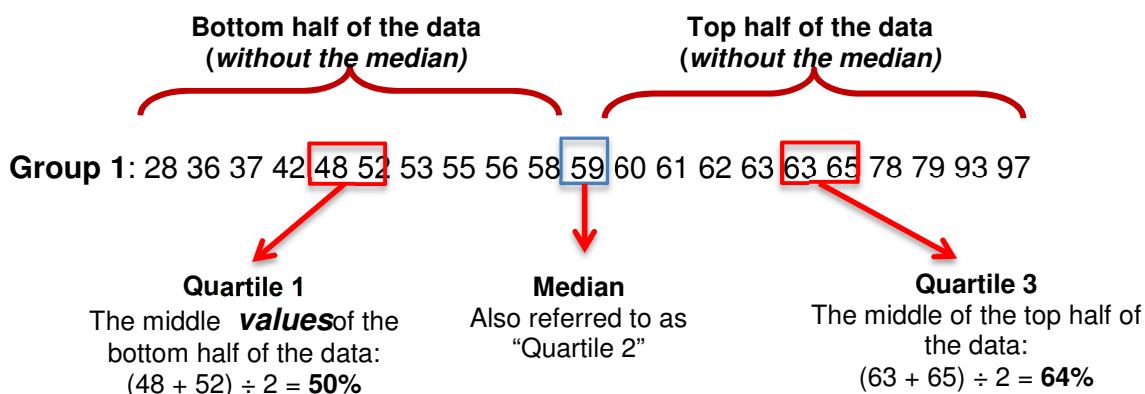 Bottom half of the data
(without the median)
Top half of the data
(without the median)
Group 1: 28 36 37 42 48 52 53 55 56 58 59 60 61 62 63 63 65 78 79 93 97
Quartile 1
The middle values of the
bottom half of the data:
(48 + 52) ÷ 2 = 50%
Median
Also referred to as
“Quartile 2”
Quartile 3
The middle of the top half of
the data:
(63 + 65) ÷ 2 = 64%